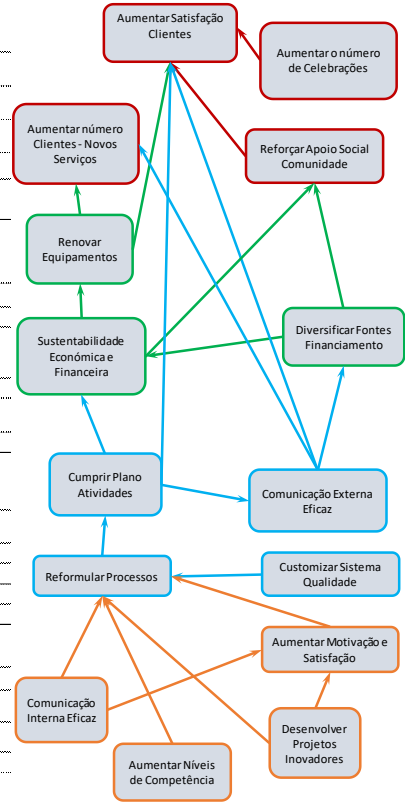 Aumentar Satisfação
Clientes
Aumentar o número
de Celebrações
Aumentar número
Clientes - Novos
Serviços
Reforçar Apoio Social
Comunidade
Renovar
Equipamentos
Sustentabilidade
Económica e
Financeira
Diversificar Fontes
Financiamento
Cumprir Plano
Atividades
Comunicação Externa
Eficaz
Reformular Processos
Customizar Sistema
Qualidade
Aumentar Motivação e
Satisfação
Comunicação
Interna Eficaz
Desenvolver
Projetos
Inovadores
Aumentar Níveis
de Competência